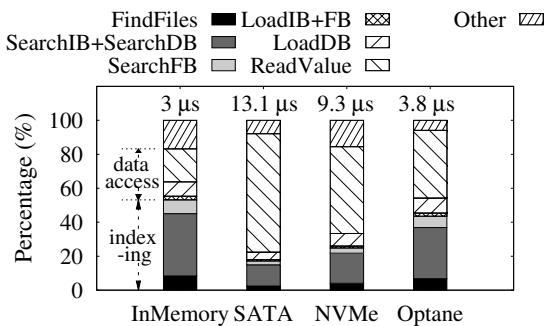 FindFiles LoadIB+FB Other
SearchIB+SearchDB LoadDB
SearchFB ReadValue
3 µs 13.1 µs 9.3 µs 3.8 µs
100
80
60
40
20
0
Percentage (%)
data
access
index
-ing
InMemory SATA NVMe Optane